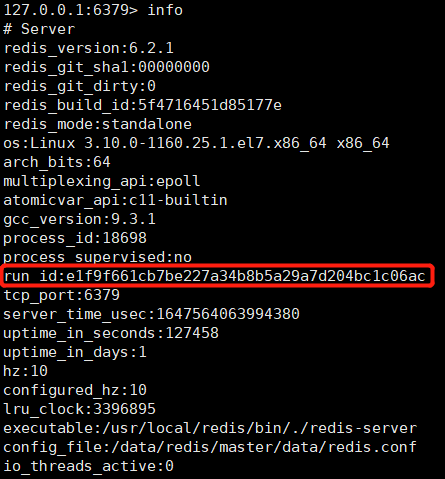 127.0.0.1:6379> info
# Server
redis_version:6.2.1
redis_git_sha1:00000000
redis_git_dirty:0
redis_build_id:5f4716451d85177e
redis_mode:standalone
os:Linux 3.10.0-1160.25.1.el7.x86_64 x86_64
arch_bits:64
multiplexing_api:epoll
atomicvar_api:c11-builtin
gcc_version:9.3.1
process_id:18698
process_supervised:no
run_id:e1f9f661cb7be227a34b8b5a29a7d204bc1c06ac
tcp_port:6379
server_time_usec:1647564063994380
uptime_in_seconds:127458
uptime_in_days:1
hz:10
configured_hz:10
lru_clock:3396895
executable:/usr/local/redis/bin/./redis-server
config_file:/data/redis/master/data/redis.conf
io_threads_active:0